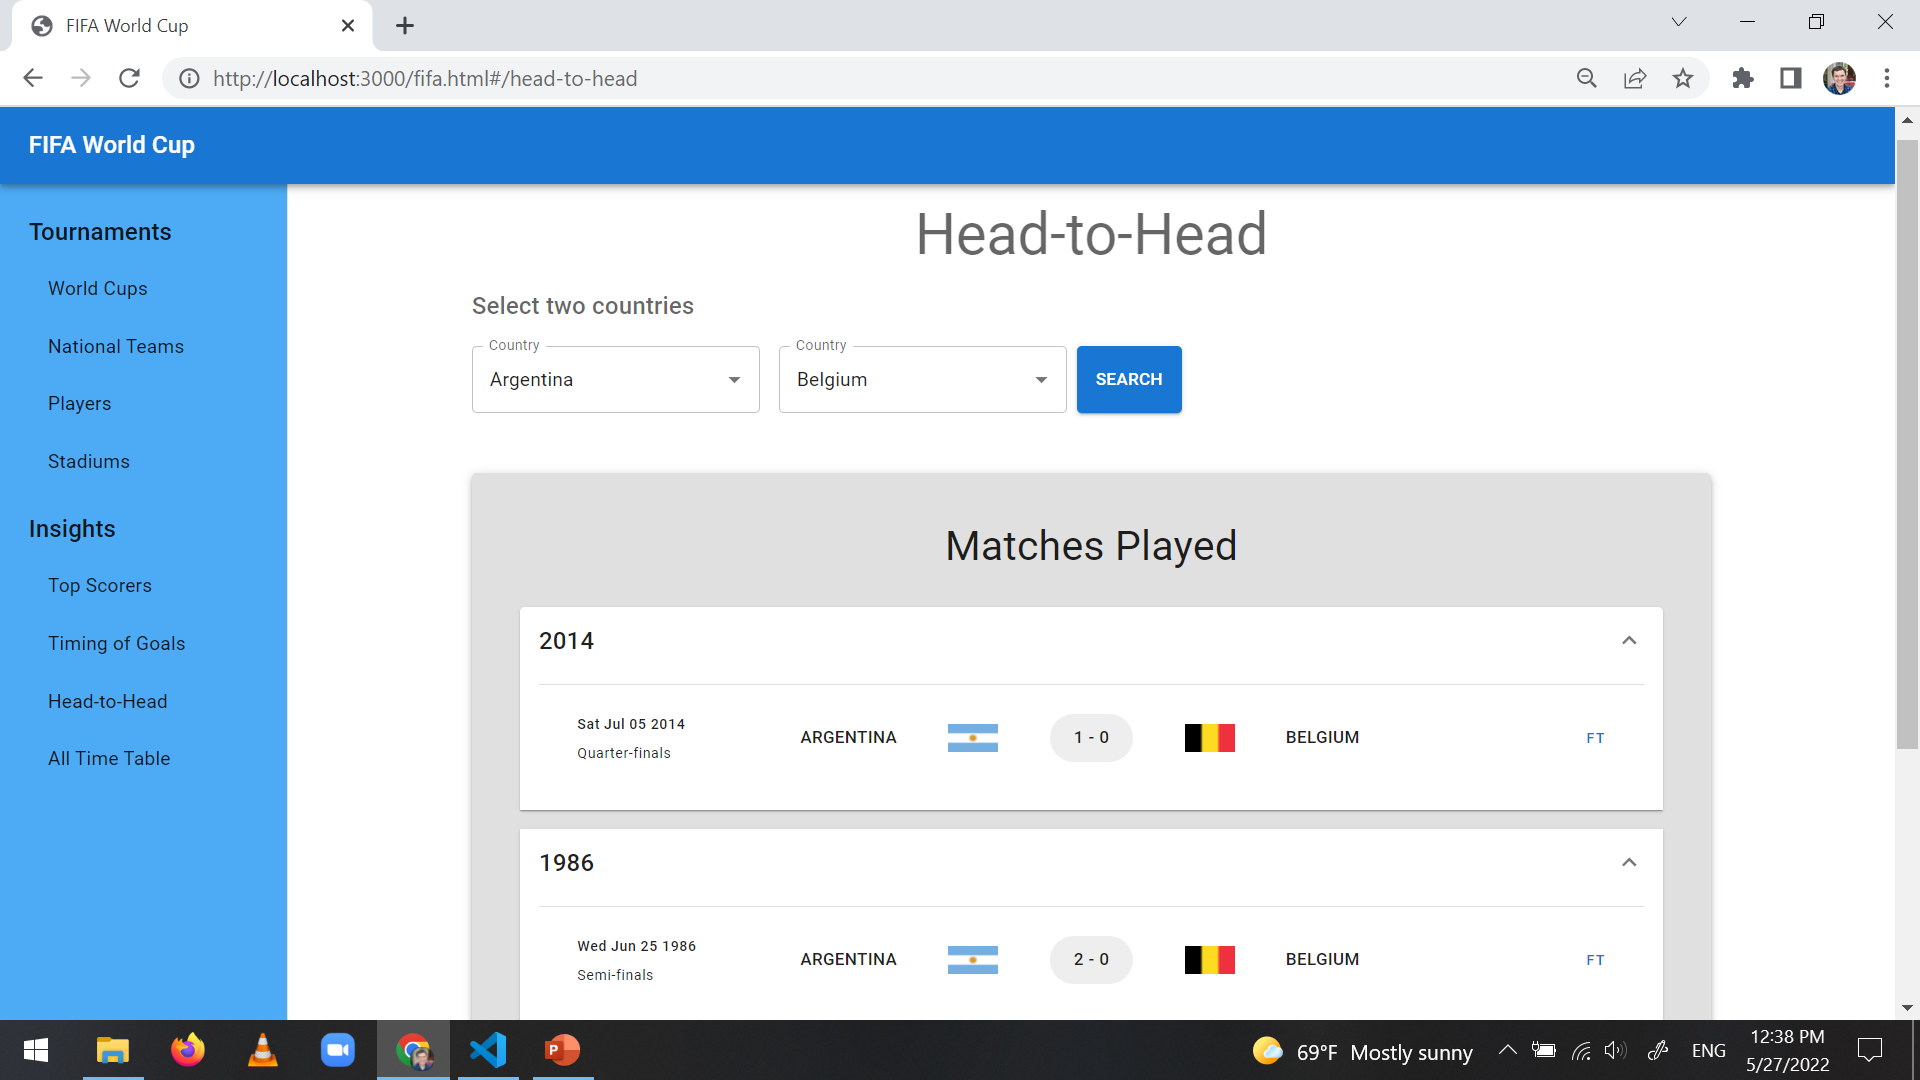 FIFA World Cup
http://localhost:3000/fifa.html#/head-to-head
FIFA World Cup
Tournaments
World Cups
National Teams
Players
Stadiums
Insights
Top Scorers
Timing of Goals
Head-to-Head
All Time Table
Head-to-Head
Select two countries
Country
Argentina
Country
Belgium
SEARCH
Matches Played
2014
Sat Jul 05 2014
Quarter-finals
ARGENTINA
1 - 0
BELGIUM
FT
1986
Wed Jun 25 1986
Semi-finals
ARGENTINA
2 - 0
BELGIUM
FT
P
69°F Mostly sunny
ENG
12:38 PM
5/27/2022